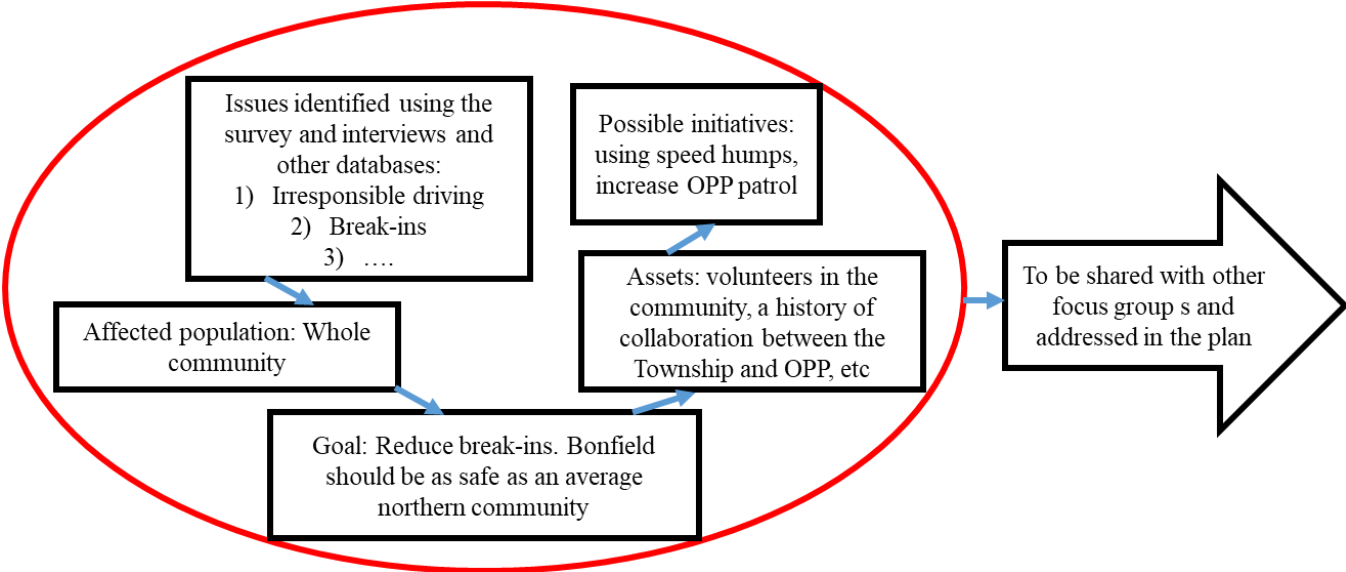 Issues identified using the
survey and interviews and
other databases:
1) Irresponsible driving
2) Break-ins
3) ….
Affected population: Whole
community
Goal: Reduce break-ins. Bonfield
should be as safe as an average
northern community
Assets: volunteers in the
community, a history of
collaboration between the
Township and OPP, etc
Possible initiatives:
using speed humps,
increase OPP patrol
To be shared with other
focus group s and
addressed in the plan